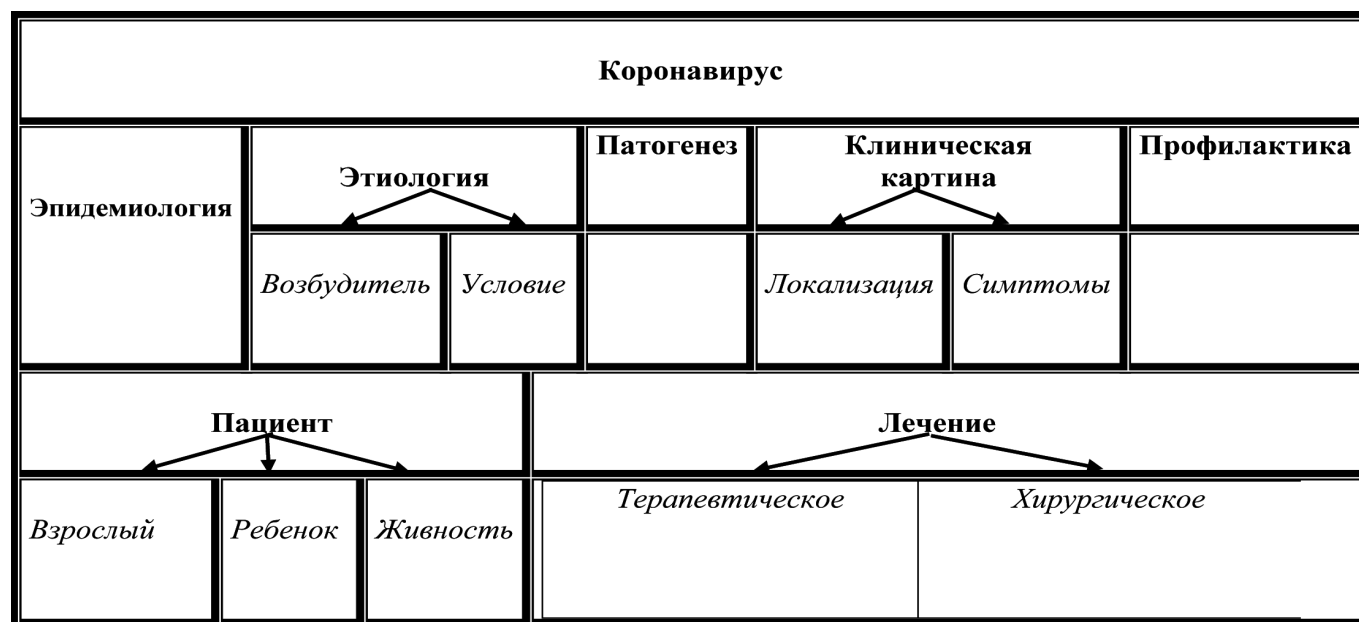 Коронавирус
Эпидемиология
Этиология
Патогенез
Клиническая
картина
Профилактика
Возбудитель
Условие
Локализация
Симптомы
Пациент
Лечение
Взрослый
Ребенок
Живность
Терапевтическое
Хирургическое